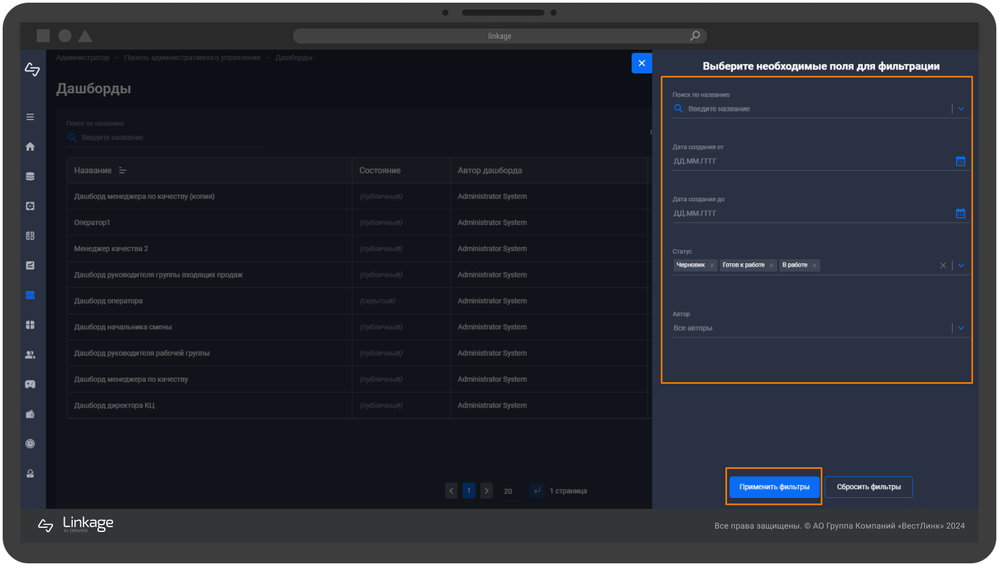 linkage
Администратор – Панель административного управления – Дашборды
Дашборды
Поиск по названию
Введите название
Название Состояние Автор дашборда
Дашборд менеджера по качеству (копия) (публичный) Administrator System
Оператор1 (публичный) Administrator System
Менеджер качества 2 (публичный) Administrator System
Дашборд руководителя группы входящих продаж (публичный) Administrator System
Дашборд оператора (скрытый) Administrator System
Дашборд начальника смены (публичный) Administrator System
Дашборд руководителя рабочей группы (публичный) Administrator System
Дашборд менеджера по качеству (публичный) Administrator System
Дашборд директора КЦ (публичный) Administrator System
1 20 1 страница
Выберите необходимые поля для фильтрации
Поиск по названию
Введите название
Дата создания от
ДД.ММ.ГГГГ
Дата создания до
ДД.ММ.ГГГГ
Статус
Черновик × Готов к работе × В работе ×
Автор
Все авторы
Применить фильтры Сбросить фильтры
Linkage
AI DRIVEN
Все права защищены. © АО Группа Компаний «ВестЛинк» 2024